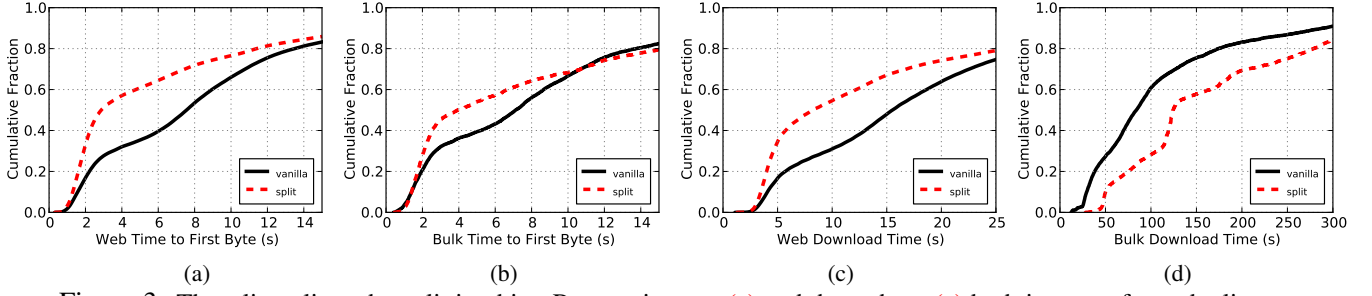 1.0
0.8
0.6
0.4
0.2
0.0
Cumulative Fraction
0 2 4 6 8 10 12 14
Web Time to First Byte (s)
vanilla
split
(a)
1.0
0.8
0.6
0.4
0.2
0.0
Cumulative Fraction
0 2 4 6 8 10 12 14
Bulk Time to First Byte (s)
vanilla
split
(b)
1.0
0.8
0.6
0.4
0.2
0.0
Cumulative Fraction
0 5 10 15 20 25
Web Download Time (s)
vanilla
split
(c)
1.0
0.8
0.6
0.4
0.2
0.0
Cumulative Fraction
0 50 100 150 200 250 300
Bulk Download Time (s)
vanilla
split
(d)